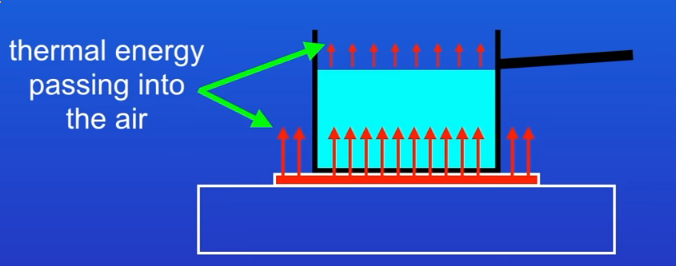 thermal energy
passing into
the air